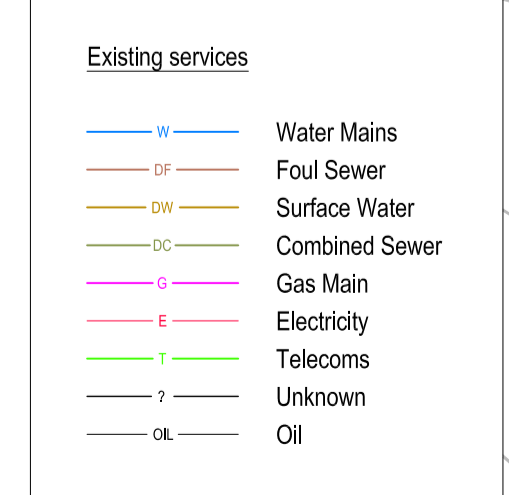 Existing services
W Water Mains
DF Foul Sewer
DW Surface Water
DC Combined Sewer
G Gas Main
E Electricity
T Telecoms
? Unknown
OIL Oil